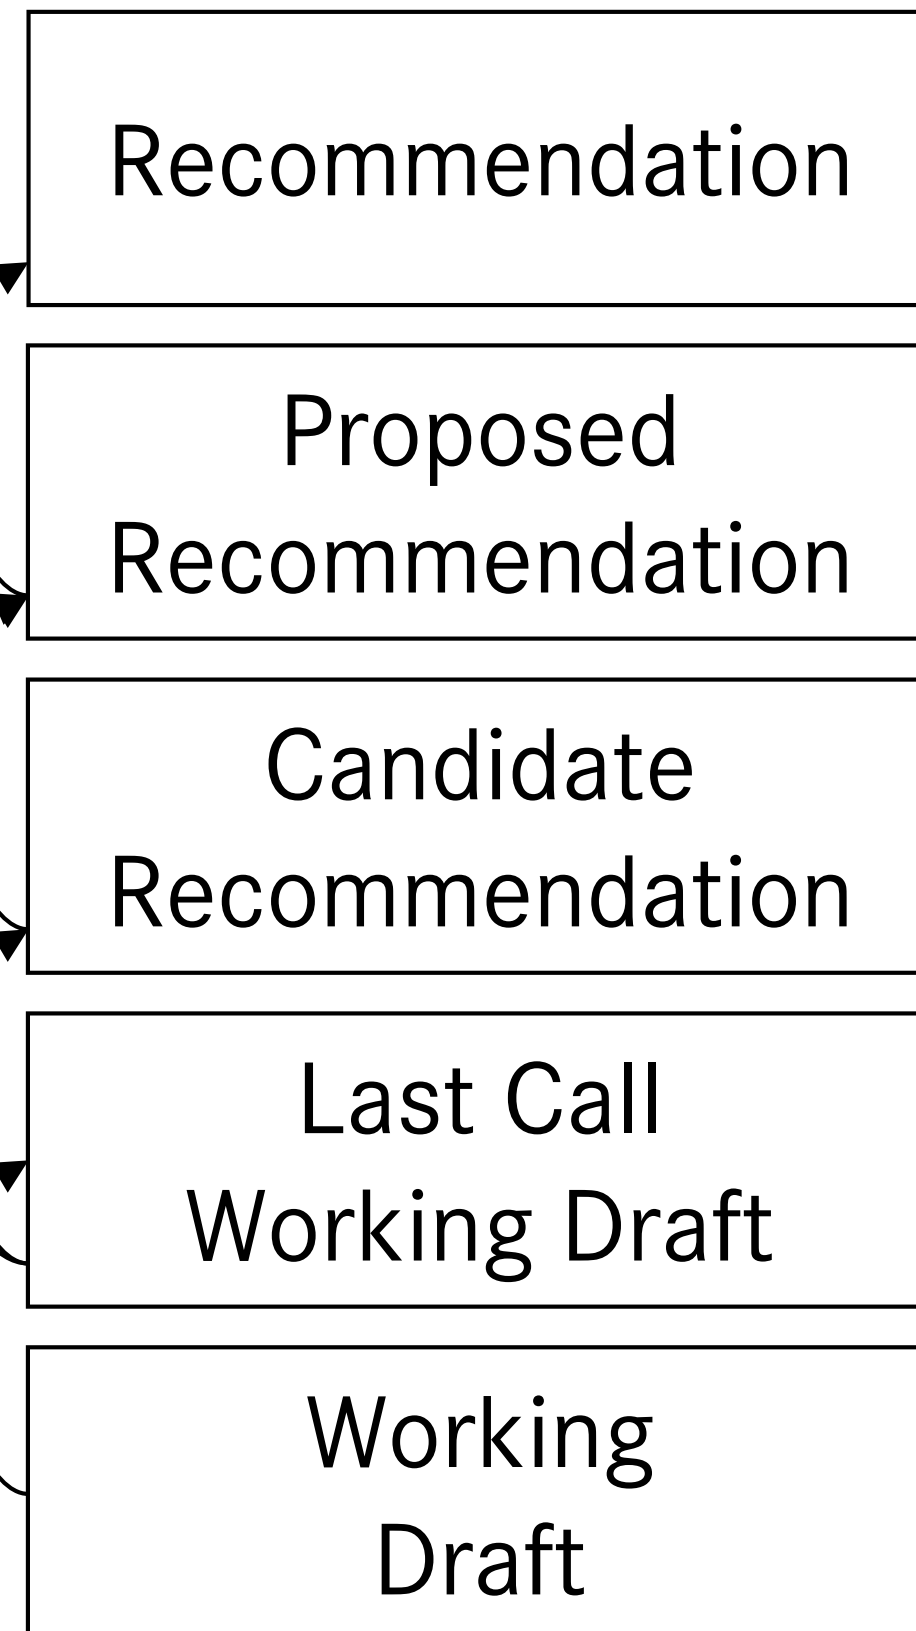 Recommendation
Proposed
Recommendation
Candidate
Recommendation
Last Call
Working Draft
Working
Draft